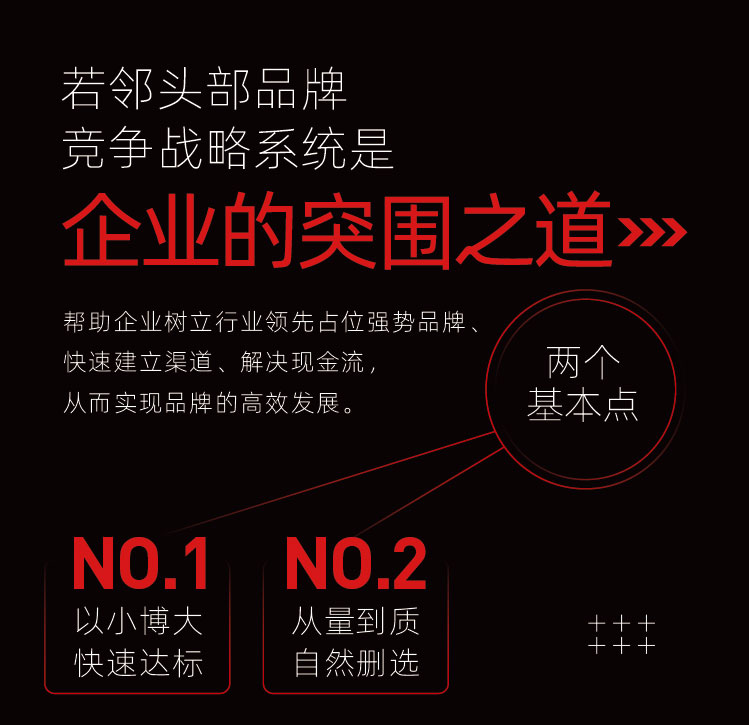 若邻头部品牌
竞争战略系统是
企业的突围之道
帮助企业树立行业领先占位强势品牌、
快速建立渠道、解决现金流，
从而实现品牌的高效发展。
两个
基本点
NO.1
以小博大
快速达标
NO.2
从量到质
自然删选